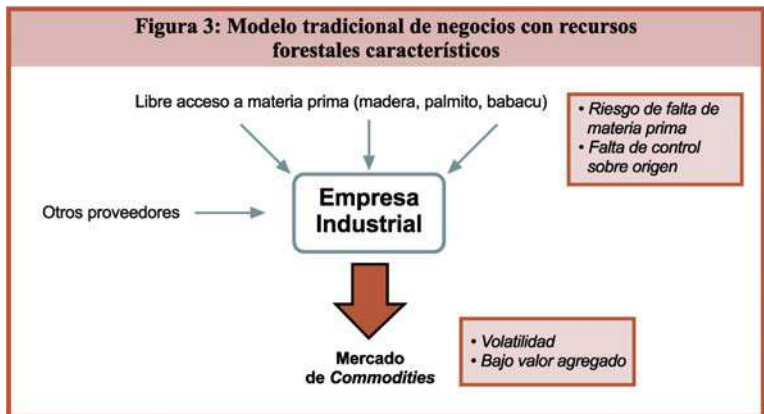 Figura 3: Modelo tradicional de negocios con recursos
forestales característicos
Libre acceso a materia prima (madera, palmito, babacu)
• Riesgo de falta de
materia prima
• Falta de control
sobre origen
Empresa
Industrial
Otros proveedores
Mercado
de Commodities
• Volatilidad
• Bajo valor agregado